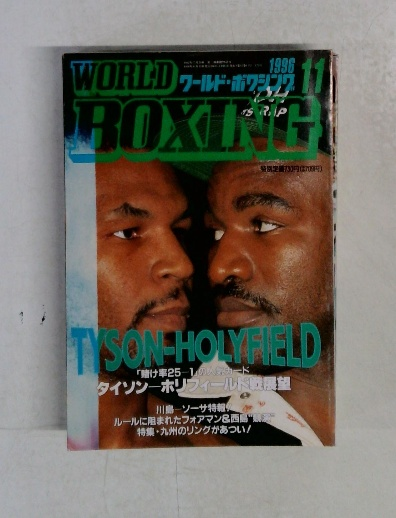 WORLD
ワールド・ボクシング
1996
11
BOXING
TYSON-HOLYFIELD
「賭け率25―1
タイソン―ホリフィールド戦展望
川島―ソーサ特報
ルールに阻まれたフォアマン&西島
特集・九州のリングがあつい!